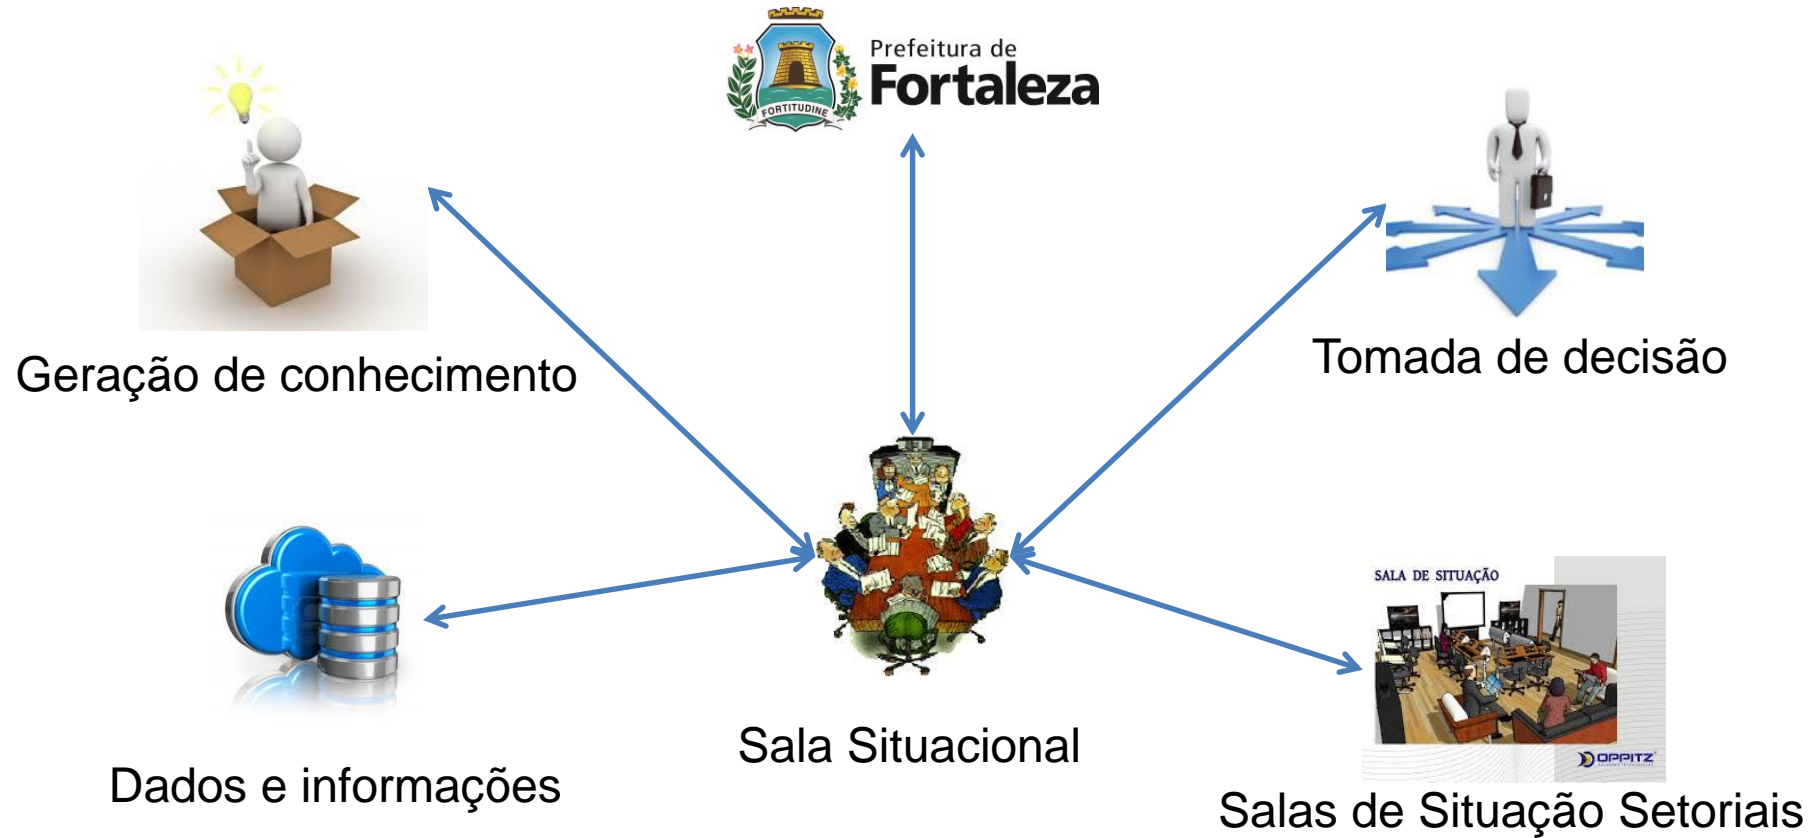 Prefeitura de
Fortaleza
FORTITUDINE
Geração de conhecimento
Tomada de decisão
SALA DE SITUAÇÃO
OPPITZ
Sala Situacional
Dados e informações
Salas de Situação Setoriais